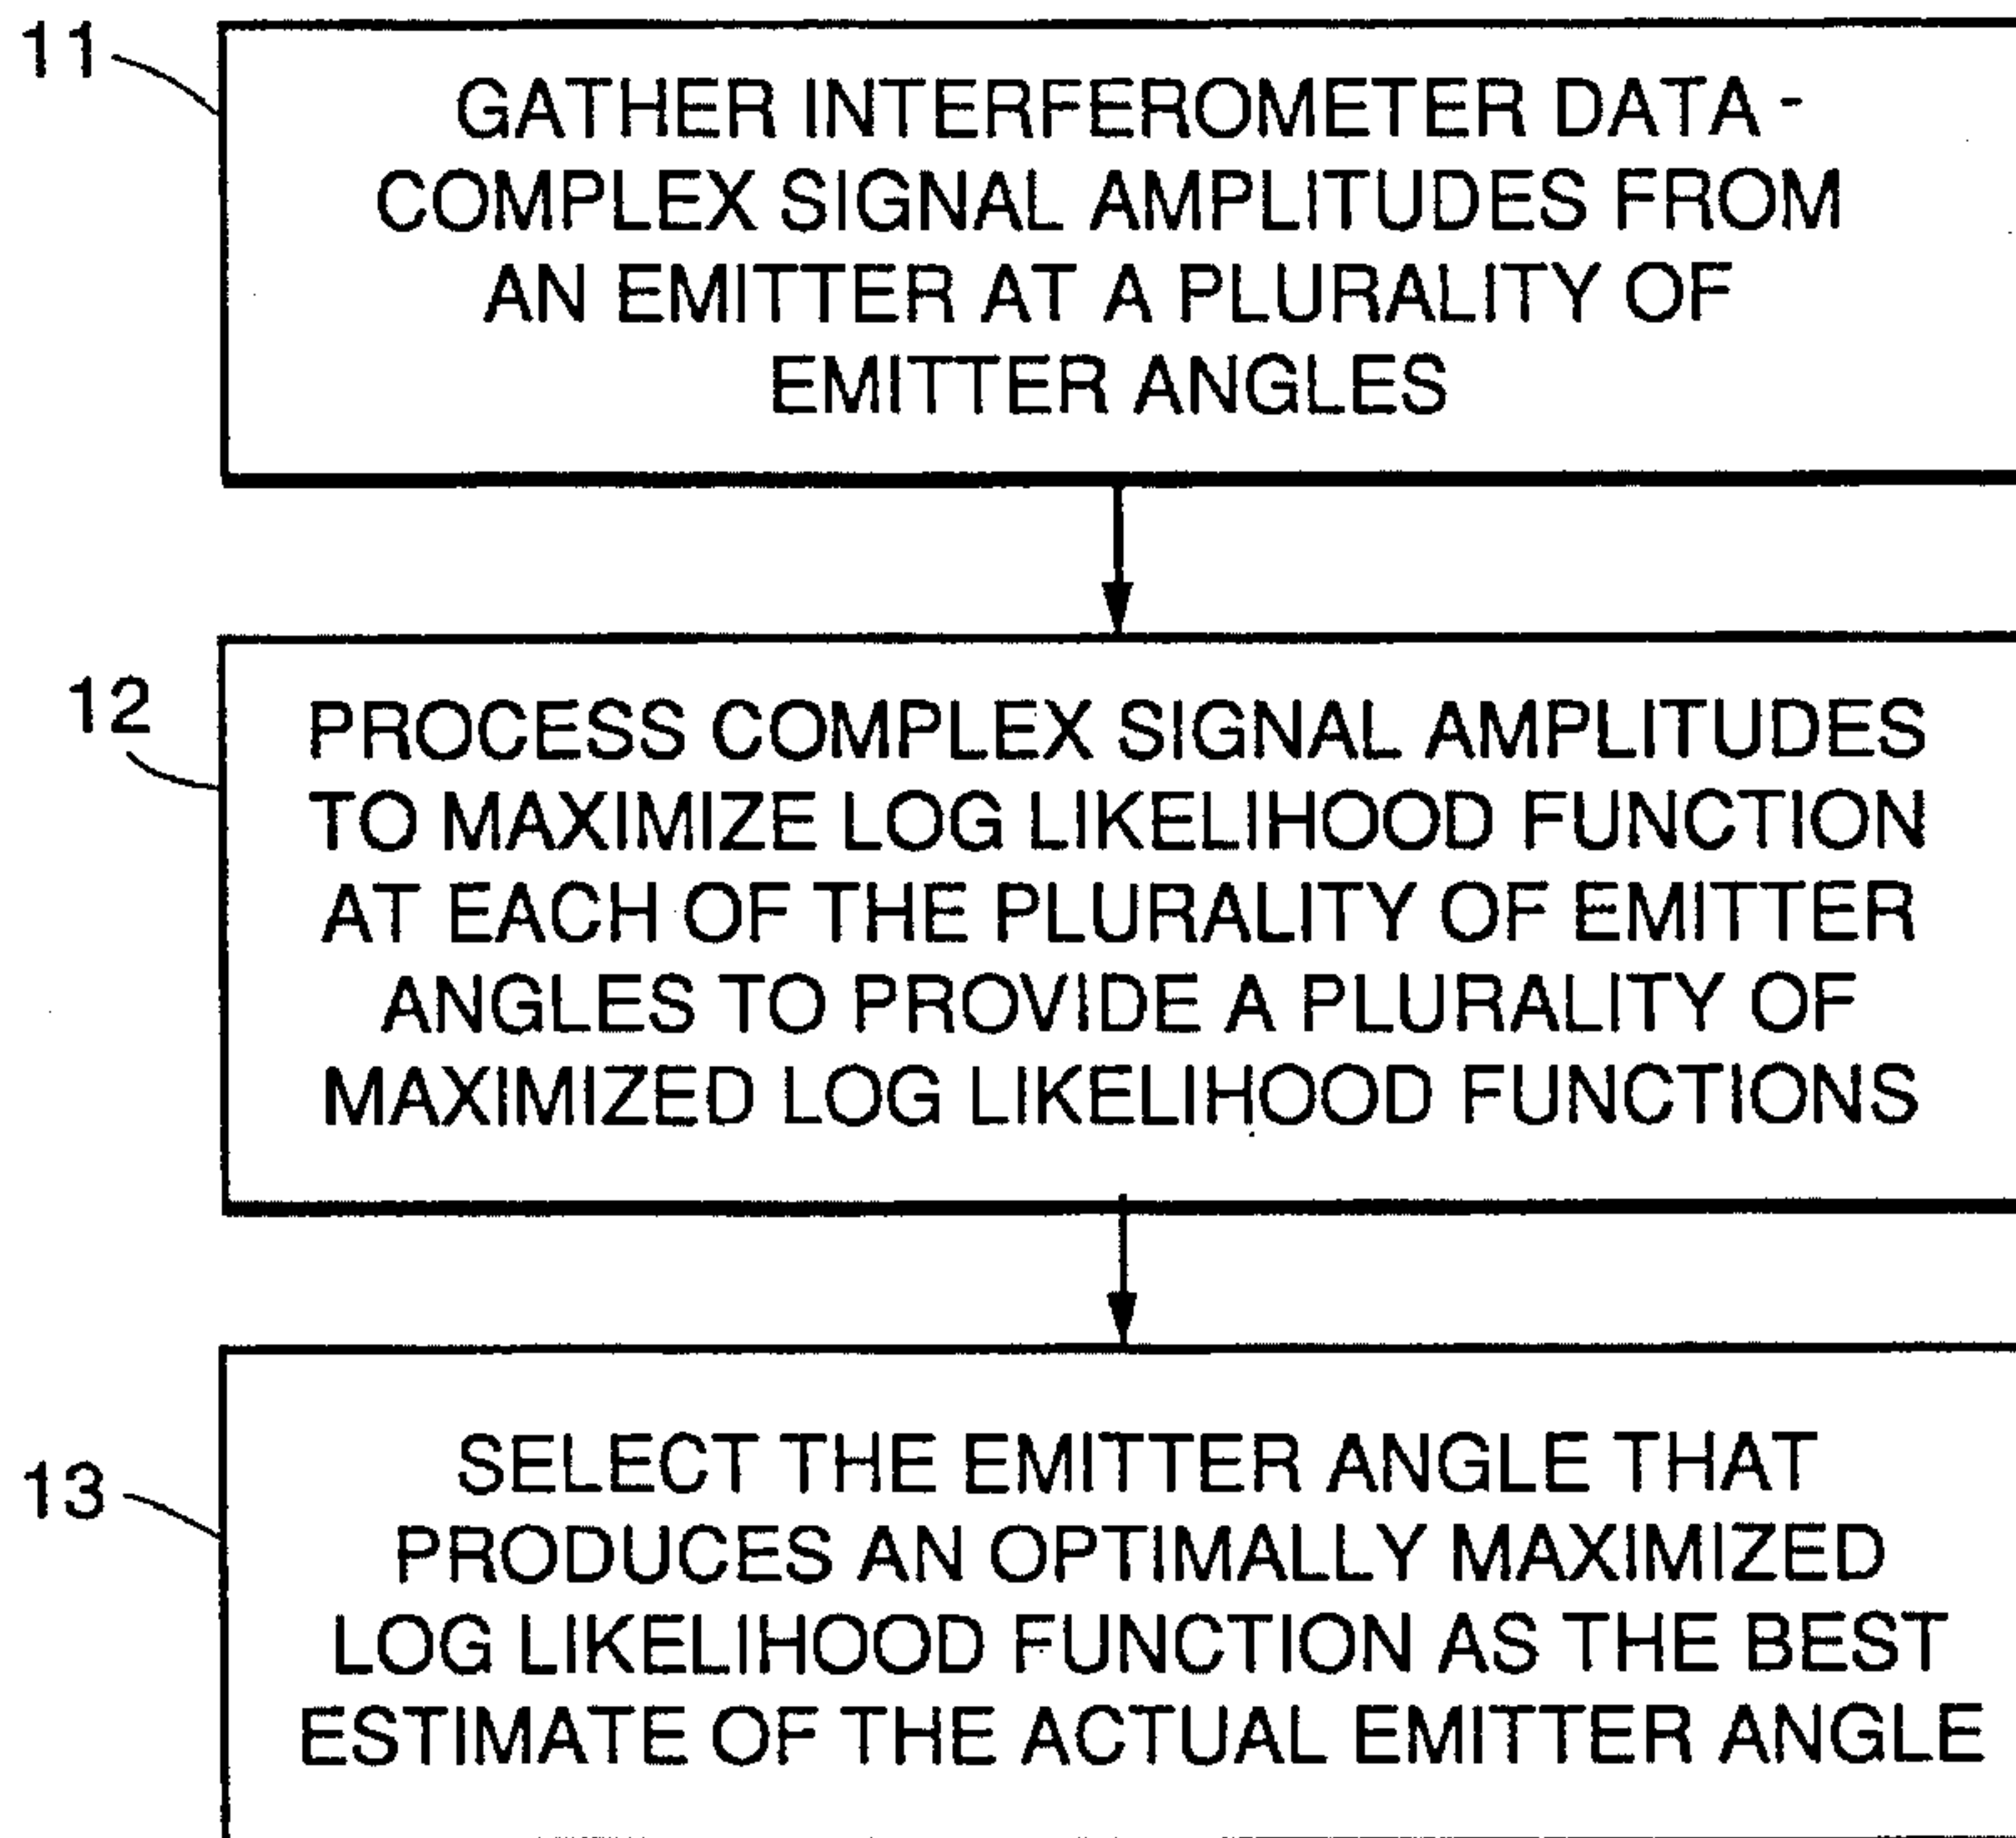 11
GATHER INTERFEROMETER DATA -
COMPLEX SIGNAL AMPLITUDES FROM
AN EMITTER AT A PLURALITY OF
EMITTER ANGLES
12
PROCESS COMPLEX SIGNAL AMPLITUDES
TO MAXIMIZE LOG LIKELIHOOD FUNCTION
AT EACH OF THE PLURALITY OF EMITTER
ANGLES TO PROVIDE A PLURALITY OF
MAXIMIZED LOG LIKELIHOOD FUNCTIONS
13
SELECT THE EMITTER ANGLE THAT
PRODUCES AN OPTIMALLY MAXIMIZED
LOG LIKELIHOOD FUNCTION AS THE BEST
ESTIMATE OF THE ACTUAL EMITTER ANGLE